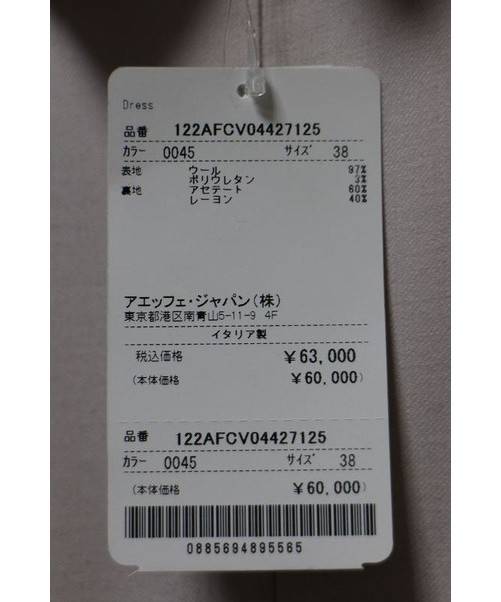 Dress
品番 122AFCV04427125
カラー 0045 サイズ 38
表地 ウール 97%
ポリウレタン 3%
裏地 アセテート 60%
レーヨン 40%
アエッフェ・ジャパン(株)
東京都港区南青山5-11-9 4F
イタリア製
税込価格 ¥63,000
(本体価格 ¥60,000)
品番 122AFCV04427125
カラー 0045 サイズ 38
(本体価格 ¥60,000)
0885694895565